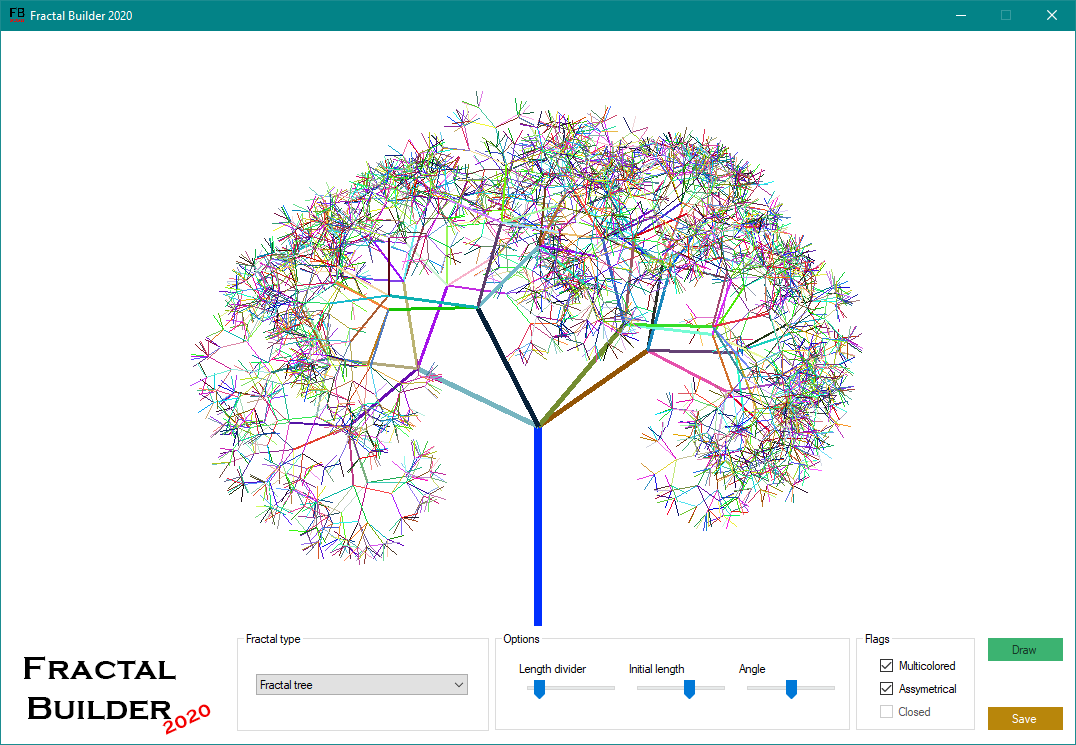 FB Fractal Builder 2020
Fractal type
Fractal tree
Options
Length divider Initial length Angle
Flags
Multicolored
Assymetrical
Closed
Draw
Save
FRACTAL
BUILDER
2020